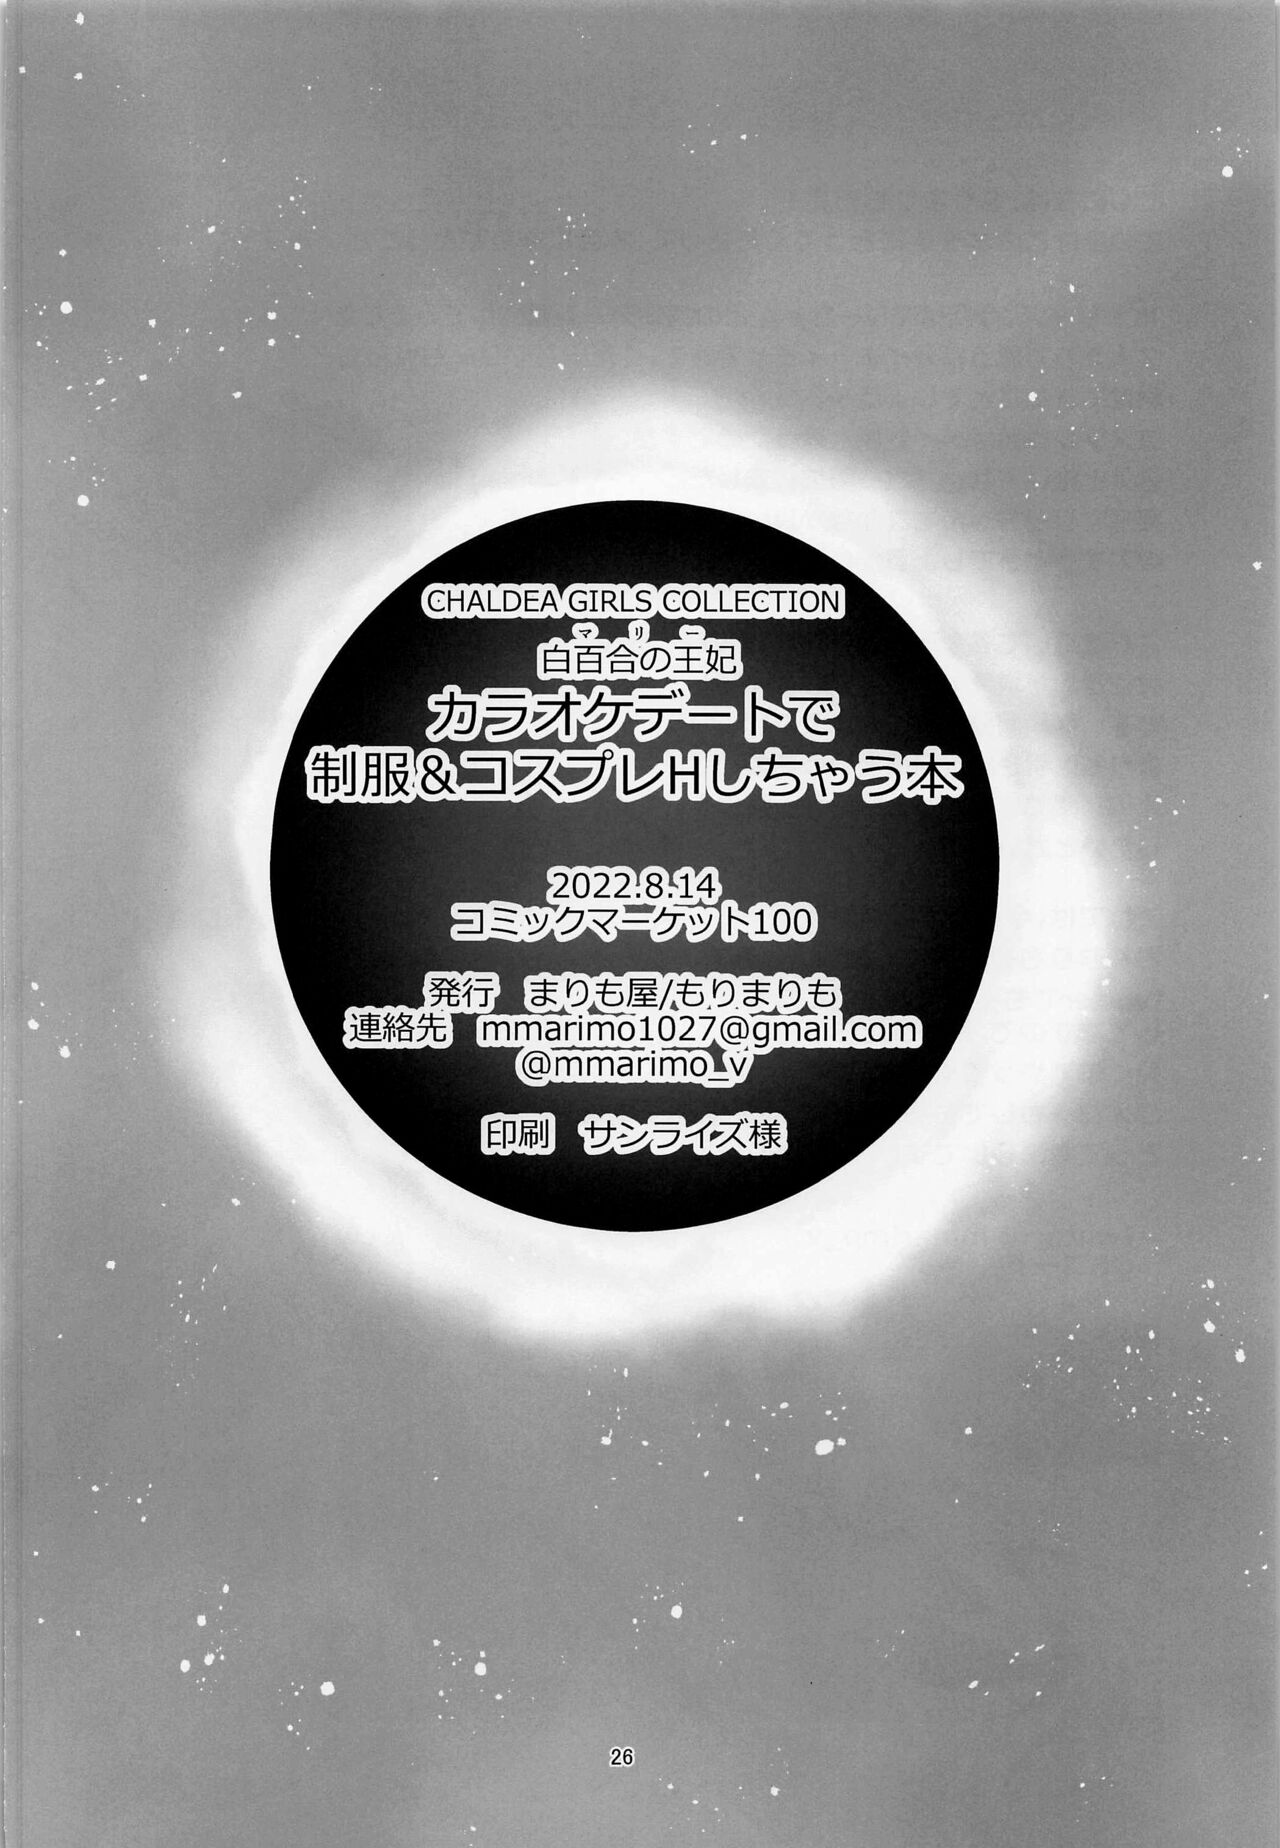 CHALDEA GIRLS COLLECTION
マリー
白百合の王妃
カラオケデートで
制服＆コスプレHしちゃう本
2022.8.14
コミックマーケット100
発行　まりも屋/もりまりも
連絡先　mmarimo1027@gmail.com
@mmarimo_v
印刷　サンライズ様
26